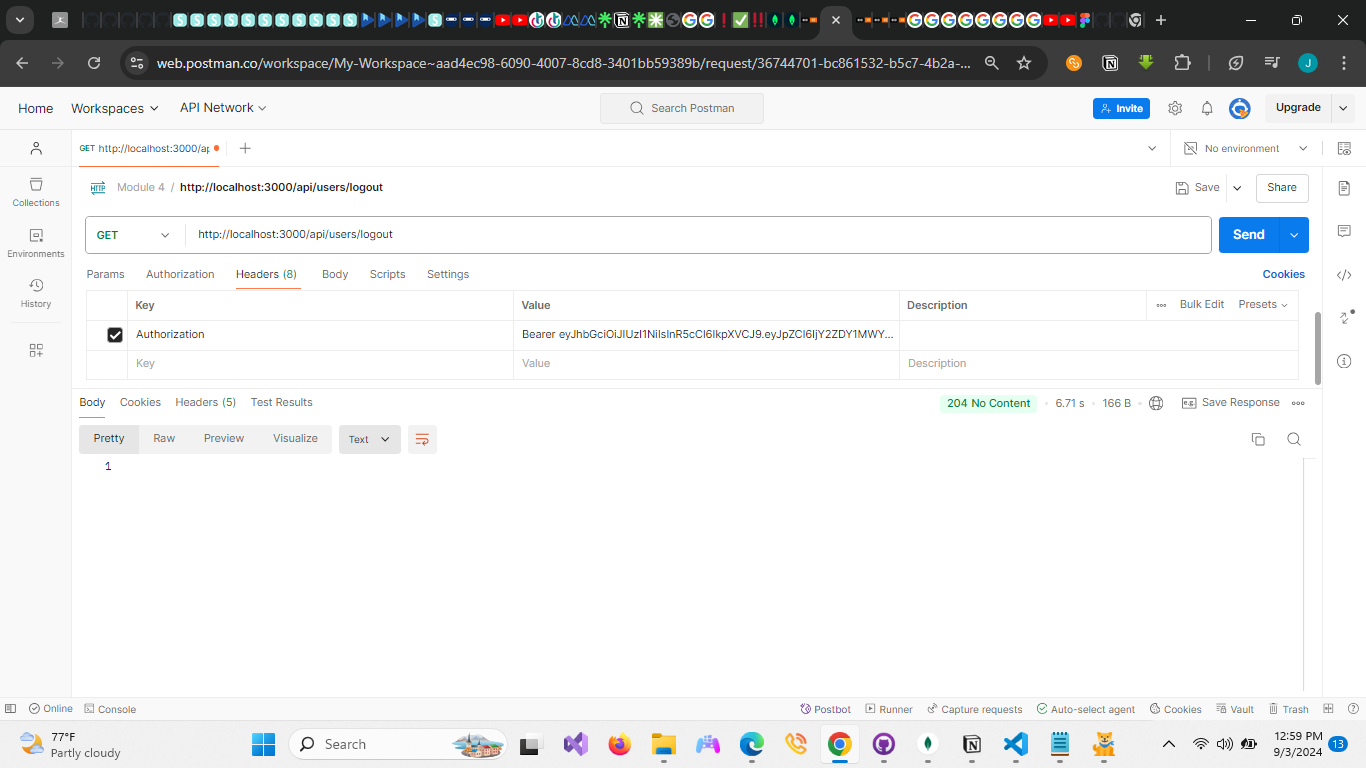 web.postman.co/workspace/My-Workspace~aad4ec98-6090-4007-8cd8-3401bb59389b/request/36744701-bc861532-b5c7-4b2a-...
J
Home Workspaces API Network Search Postman Invite Upgrade
GET http://localhost:3000/ap No environment
Module 4 / http://localhost:3000/api/users/logout Save Share
HTTP
Collections
Environments
History
GET http://localhost:3000/api/users/logout Send
Params Authorization Headers (8) Body Scripts Settings Cookies
Key Value Description Bulk Edit Presets
Authorization Bearer eyJhbGciOiJIUzI1NiIsInR5cCI6IkpXVCJ9.eyJpZCI6IjY2ZDY1MWY...
Key Value Description
Body Cookies Headers (5) Test Results 204 No Content 6.71 s 166 B Save Response
Pretty Raw Preview Visualize Text
1
Online Console Postbot Runner Capture requests Auto-select agent Cookies Vault Trash
77°F
Partly cloudy
Search
12:59 PM
9/3/2024
13